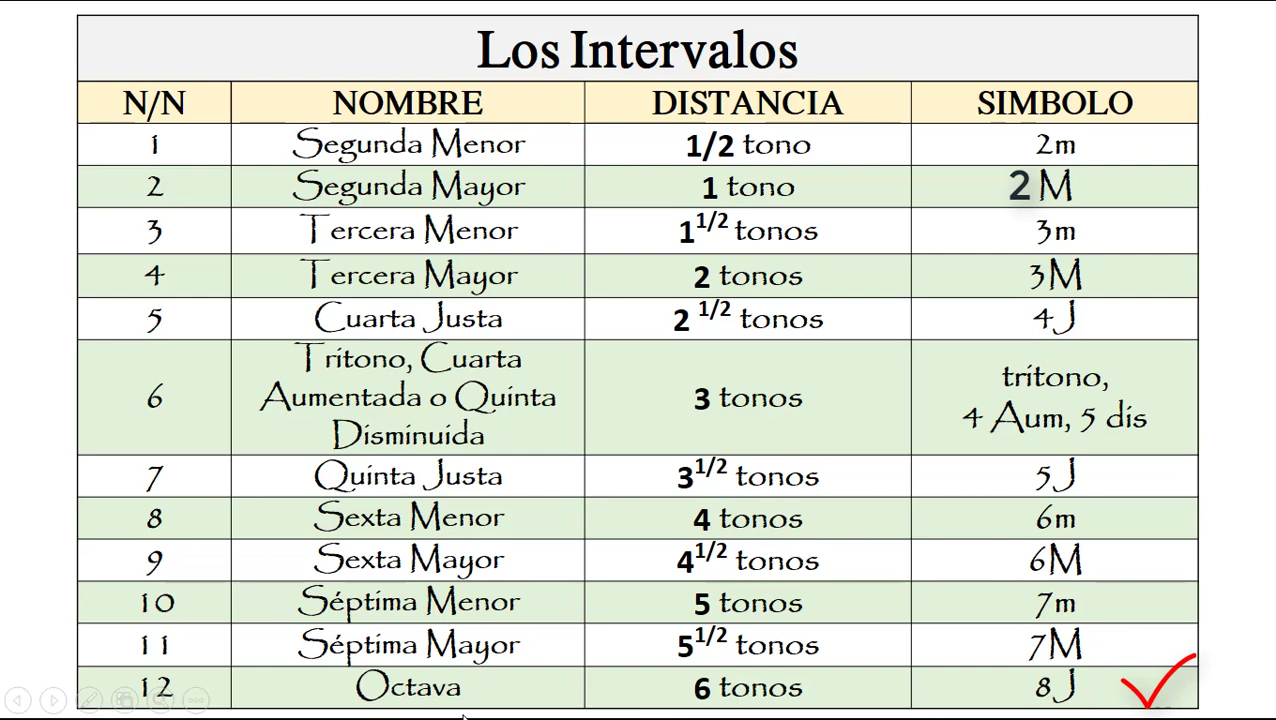 Los Intervalos
N/N NOMBRE DISTANCIA SIMBOLO
1 Segunda Menor 1/2 tono 2m
2 Segunda Mayor 1 tono 2 M
3 Tercera Menor 1 1/2 tonos 3m
4 Tercera Mayor 2 tonos 3M
5 Cuarta Justa 2 1/2 tonos 4J
6 Tritono, Cuarta Aumentada o Quinta Disminuida 3 tonos tritono, 4 Aum, 5 dis
7 Quinta Justa 3 1/2 tonos 5J
8 Sexta Menor 4 tonos 6m
9 Sexta Mayor 4 1/2 tonos 6M
10 Séptima Menor 5 tonos 7m
11 Séptima Mayor 5 1/2 tonos 7M
12 Octava 6 tonos 8J